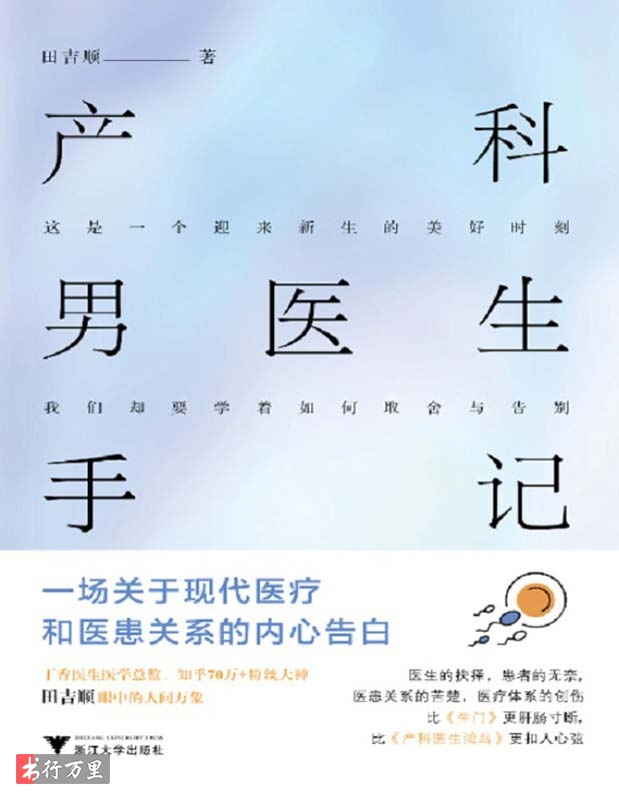 田吉顺 著
产科
这是一个迎来新生的美好时刻
男医生
我们却要学着如何取舍与告别
手记
一场关于现代医疗
和医患关系的内心告白
丁香医生医学总监、知乎70万+粉丝大神
田吉顺眼中的人间万象
医生的抉择,患者的无奈,
医患关系的苦楚,医疗体系的创伤
比《生门》更肝肠寸断,
比《产科医生鸿鸟》更扣人心弦
ZHEJIANG UNIVERSITY PRESS
浙江大学出版社
书行万里